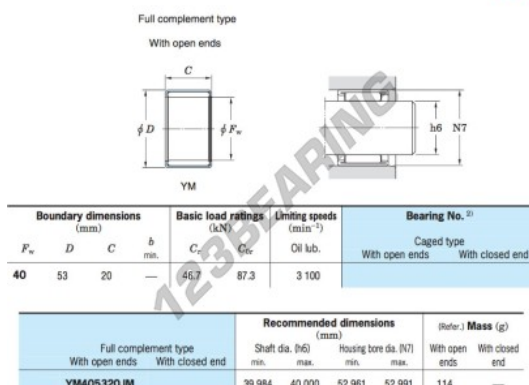 Full complement type
With open ends
C
φ D
φ Fw
YM
h6 N7
123BEARING
Boundary dimensions Basic load ratings Limiting speeds Bearing No. 2)
(mm) (kN) (min−1)
Fw D C b min. Cr C0r Oil lub. Caged type
With open ends With closed end
40 53 20 — 46.7 87.3 3 100
Recommended dimensions (Refer.) Mass (g)
(mm)
Full complement type Shaft dia. (h6) Housing bore dia. (N7) With open ends With closed end
With open ends With closed end min. max. min. max.
YM405320JM 39.984 40.000 52.961 52.991 114 —